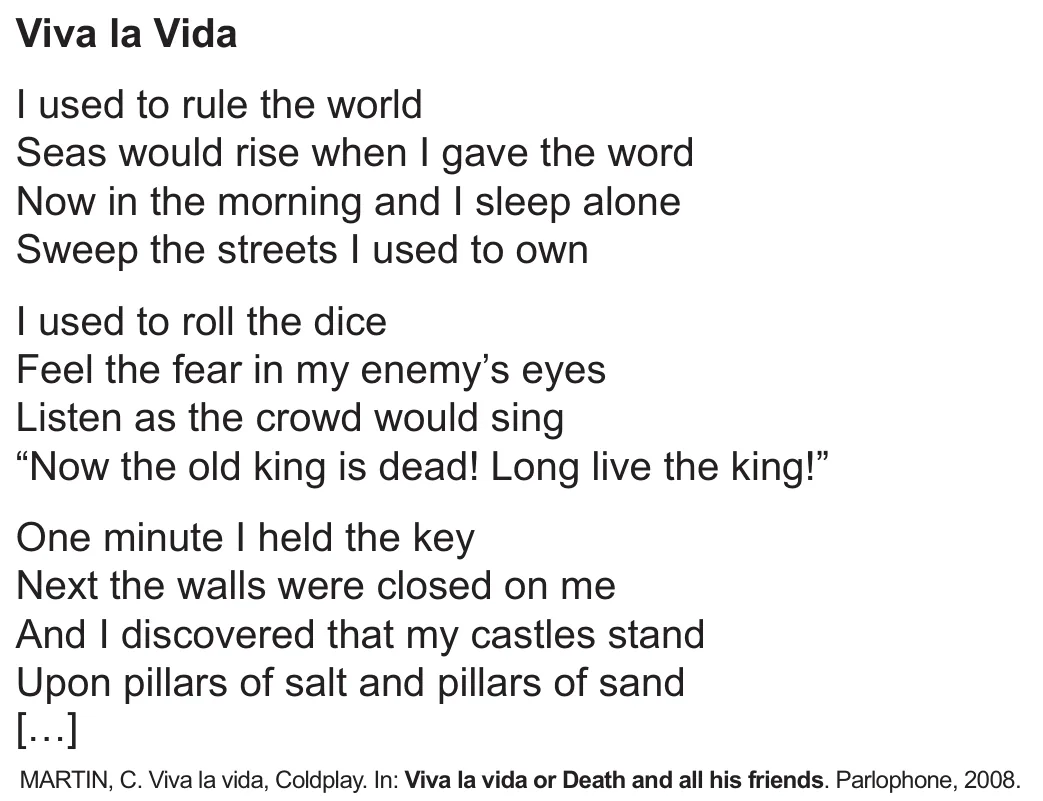 Viva la Vida
I used to rule the world
Seas would rise when I gave the word
Now in the morning and I sleep alone
Sweep the streets I used to own
I used to roll the dice
Feel the fear in my enemy’s eyes
Listen as the crowd would sing
“Now the old king is dead! Long live the king!”
One minute I held the key
Next the walls were closed on me
And I discovered that my castles stand
Upon pillars of salt and pillars of sand
[…]
MARTIN, C. Viva la vida, Coldplay. In: Viva la vida or Death and all his friends. Parlophone, 2008.